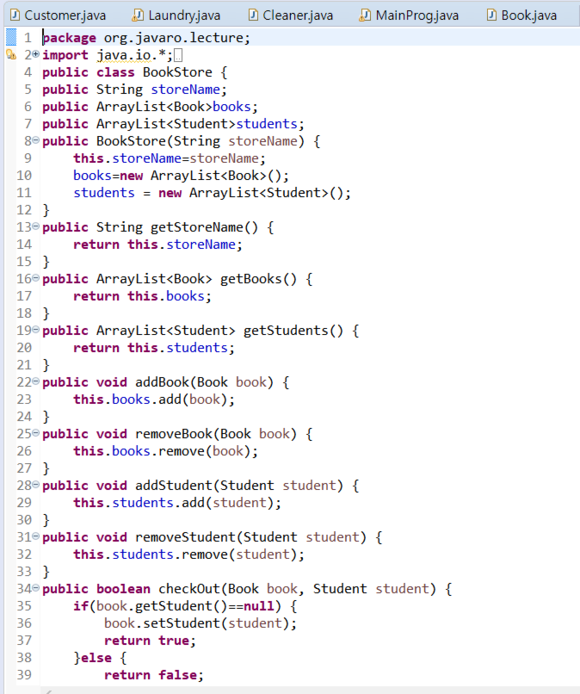 Customer.java Laundry.java Cleaner.java MainProg.java Book.java
1 package org.javaro.lecture;
2 import java.io.*;
4 public class BookStore {
5 public String storeName;
6 public ArrayList<Book>books;
7 public ArrayList<Student>students;
8 public BookStore(String storeName) {
9 this.storeName=storeName;
10 books=new ArrayList<Book>();
11 students = new ArrayList<Student>();
12 }
13 public String getStoreName() {
14 return this.storeName;
15 }
16 public ArrayList<Book> getBooks() {
17 return this.books;
18 }
19 public ArrayList<Student> getStudents() {
20 return this.students;
21 }
22 public void addBook(Book book) {
23 this.books.add(book);
24 }
25 public void removeBook(Book book) {
26 this.books.remove(book);
27 }
28 public void addStudent(Student student) {
29 this.students.add(student);
30 }
31 public void removeStudent(Student student) {
32 this.students.remove(student);
33 }
34 public boolean checkOut(Book book, Student student) {
35 if(book.getStudent()==null) {
36 book.setStudent(student);
37 return true;
38 }else {
39 return false;